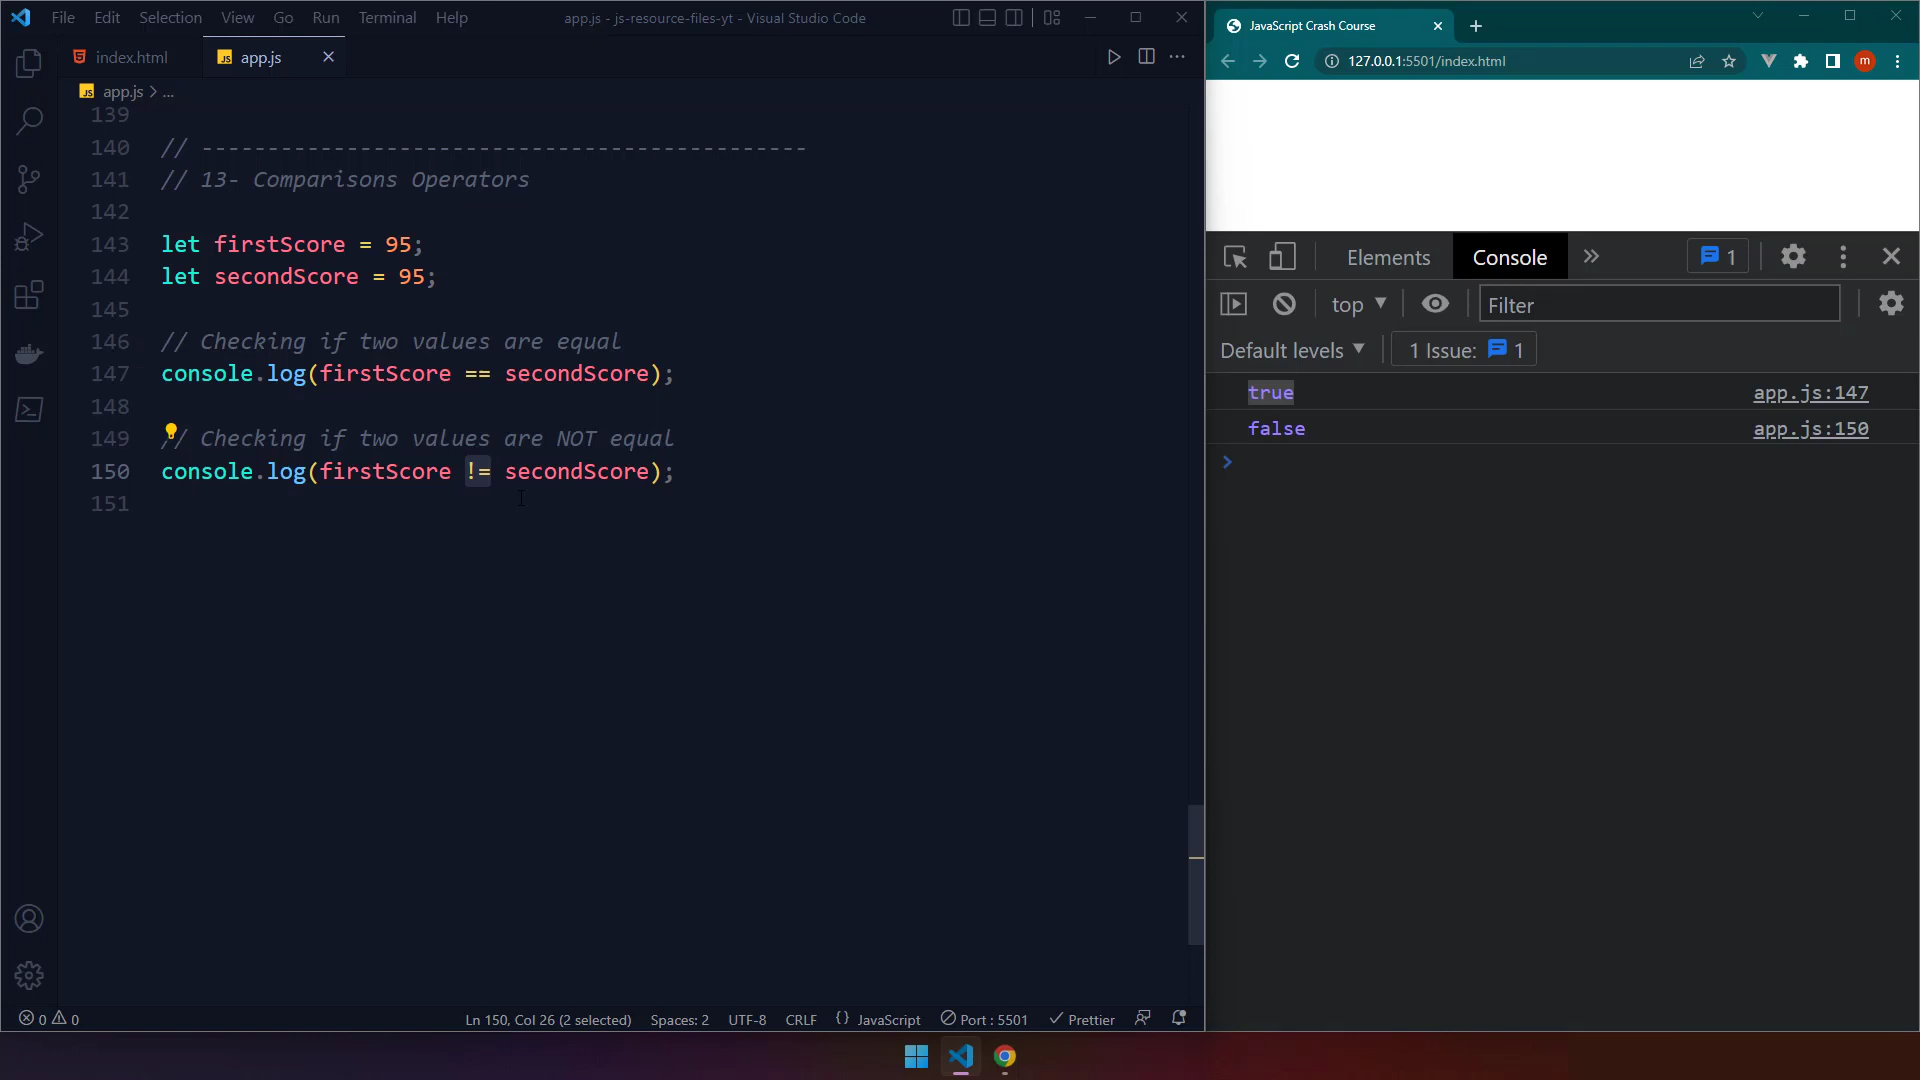 File Edit Selection View Go Run Terminal Help
app.js - js-resource-files-yt - Visual Studio Code
index.html
JS app.js
JS app.js > ...
139
140 // ----------------------------------------------
141 // 13- Comparisons Operators
142
143 let firstScore = 95;
144 let secondScore = 95;
145
146 // Checking if two values are equal
147 console.log(firstScore == secondScore);
148
149 // Checking if two values are NOT equal
150 console.log(firstScore != secondScore);
151
0 0
Ln 150, Col 26 (2 selected) Spaces: 2 UTF-8 CRLF {} JavaScript Port : 5501 Prettier
JavaScript Crash Course
127.0.0.1:5501/index.html
m
Elements Console 1
top Filter
Default levels 1 Issue: 1
true app.js:147
false app.js:150